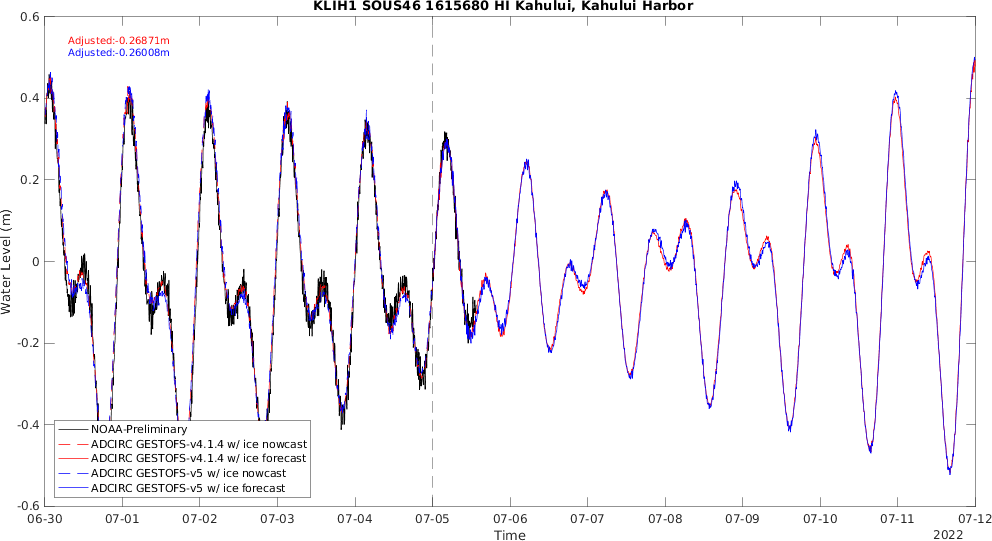 KLIH1 SOUS46 1615680 HI Kahului, Kahului Harbor
Adjusted:-0.26871m
Adjusted:-0.26008m
Water Level (m)
0.6
0.4
0.2
0
-0.2
-0.4
-0.6
NOAA-Preliminary
ADCIRC GESTOFS-v4.1.4 w/ ice nowcast
ADCIRC GESTOFS-v4.1.4 w/ ice forecast
ADCIRC GESTOFS-v5 w/ ice nowcast
ADCIRC GESTOFS-v5 w/ ice forecast
06-30 07-01 07-02 07-03 07-04 07-05 07-06 07-07 07-08 07-09 07-10 07-11 07-12
Time
2022